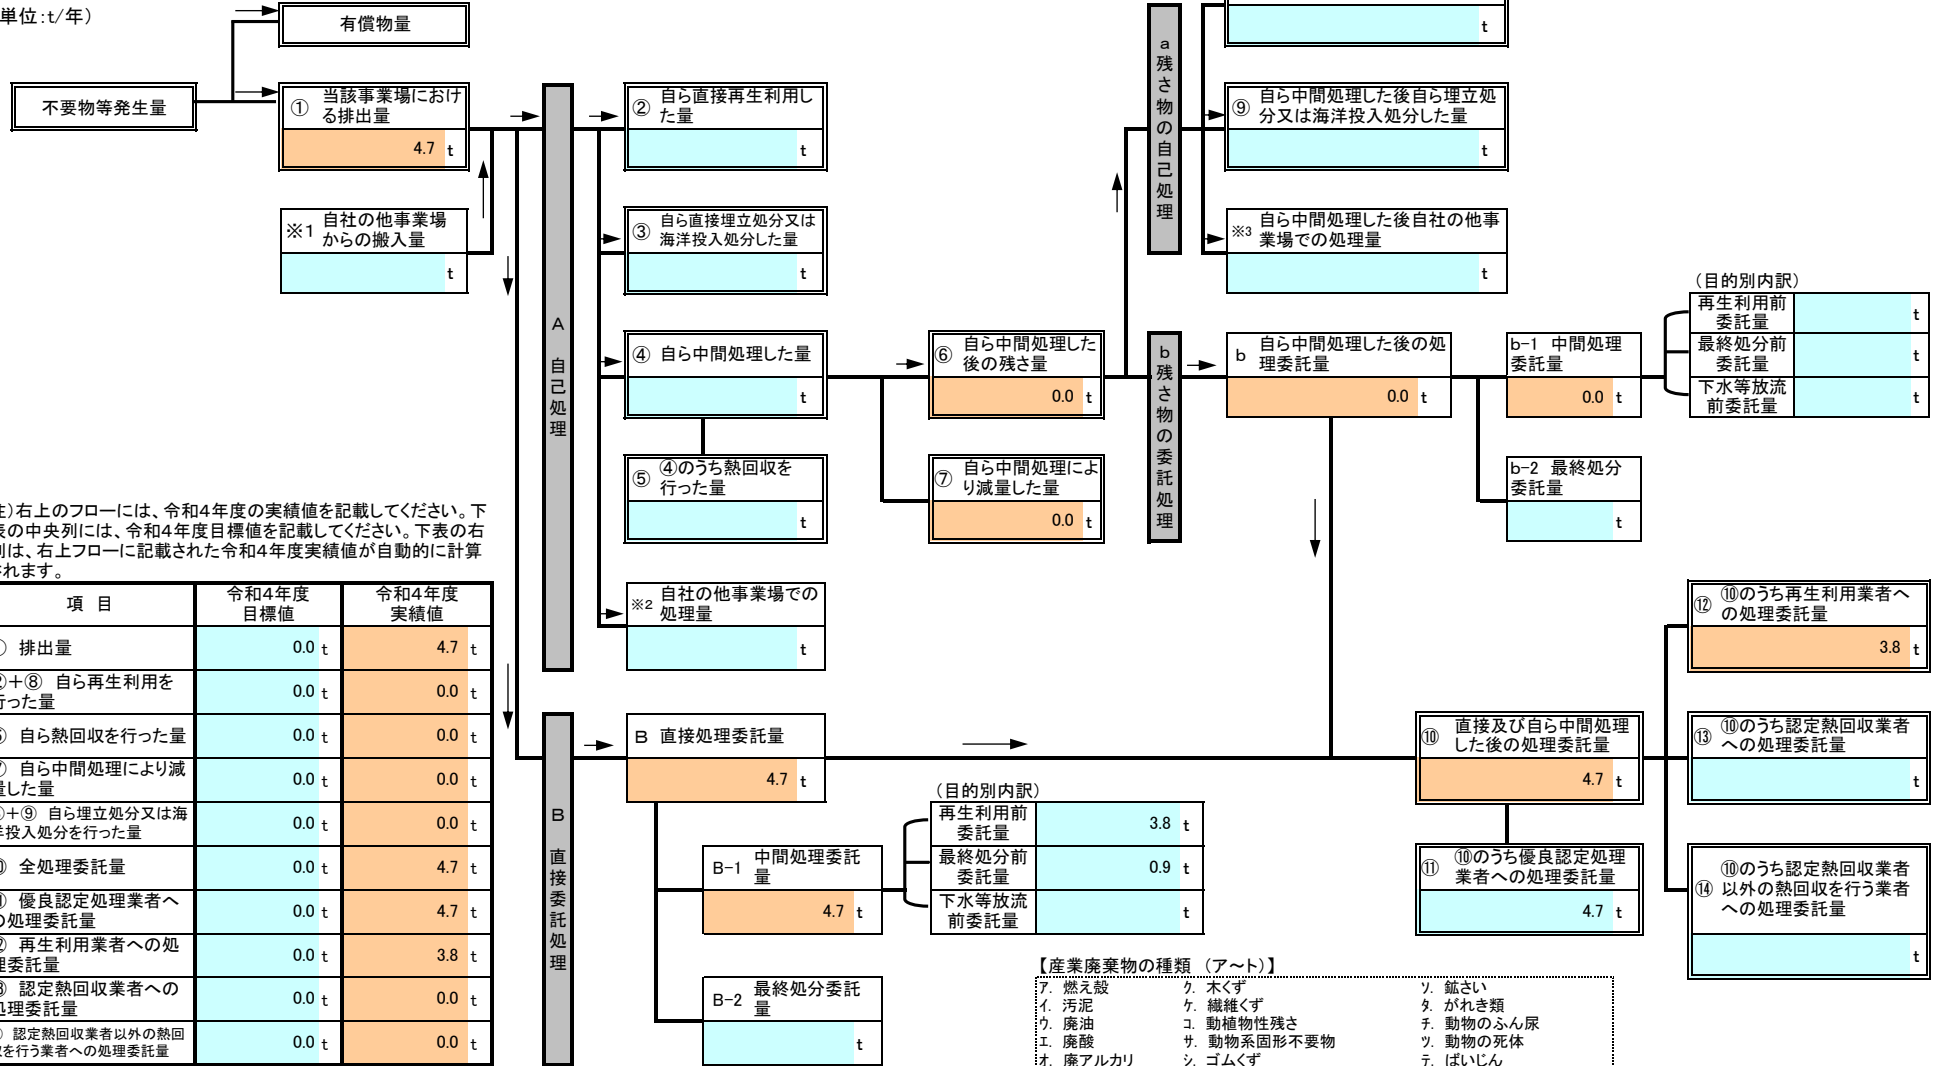 単位:t/年）
有償物量
不要物等発生量
① 当該事業場におけ
る排出量
4.7 t
※1 自社の他事業場
からの搬入量
t
A 自己処理
② 自ら直接再生利用し
た量
t
③ 自ら直接埋立処分又は
海洋投入処分した量
t
④ 自ら中間処理した量
t
⑤ ④のうち熱回収を
行った量
t
※2 自社の他事業場での
処理量
t
⑥ 自ら中間処理した
後の残さ量
0.0 t
⑦ 自ら中間処理によ
り減量した量
0.0 t
a残さ物の自己処理
t
⑨ 自ら中間処理した後自ら埋立処
分又は海洋投入処分した量
t
※3 自ら中間処理した後自社の他事
業場での処理量
t
b残さ物の委託処理
b 自ら中間処理した後の処
理委託量
0.0 t
b-1 中間処理
委託量
0.0 t
b-2 最終処分
委託量
t
（目的別内訳）
再生利用前
委託量
t
最終処分前
委託量
t
下水等放流
前委託量
t
右上のフローには、令和4年度の実績値を記載してください。下
表の中央列には、令和4年度目標値を記載してください。下表の右
列は、右上フローに記載された令和4年度実績値が自動的に計算
されます。
項 目 令和4年度
目標値 令和4年度
実績値
排出量 0.0 t 4.7 t
②+⑧ 自ら再生利用を
行った量 0.0 t 0.0 t
自ら熱回収を行った量 0.0 t 0.0 t
⑦ 自ら中間処理により減
量した量 0.0 t 0.0 t
+⑨ 自ら埋立処分又は海
洋投入処分を行った量 0.0 t 0.0 t
全処理委託量 0.0 t 4.7 t
優良認定処理業者へ
の処理委託量 0.0 t 4.7 t
再生利用業者への処
理委託量 0.0 t 3.8 t
認定熱回収業者への
処理委託量 0.0 t 0.0 t
認定熱回収業者以外の熱回
収を行う業者への処理委託量 0.0 t 0.0 t
B 直接委託処理
B 直接処理委託量
4.7 t
B-1 中間処理委託
量
4.7 t
B-2 最終処分委託
量
t
（目的別内訳）
再生利用前
委託量
3.8 t
最終処分前
委託量
0.9 t
下水等放流
前委託量
t
⑩ 直接及び自ら中間処理
した後の処理委託量
4.7 t
⑪ ⑩のうち優良認定処理
業者への処理委託量
4.7 t
⑫ ⑩のうち再生利用業者へ
の処理委託量
3.8 t
⑬ ⑩のうち認定熱回収業者
への処理委託量
t
⑭ ⑩のうち認定熱回収業者
以外の熱回収を行う業者
への処理委託量
t
【産業廃棄物の種類 （ア～ト）】
ア. 燃え殻 ク. 木くず ソ. 鉱さい
イ. 汚泥 ケ. 繊維くず タ. がれき類
ウ. 廃油 コ. 動植物性残さ チ. 動物のふん尿
エ. 廃酸 サ. 動物系固形不要物 ツ. 動物の死体
オ. 廃アルカリ シ. ゴムくず テ. ばいじん